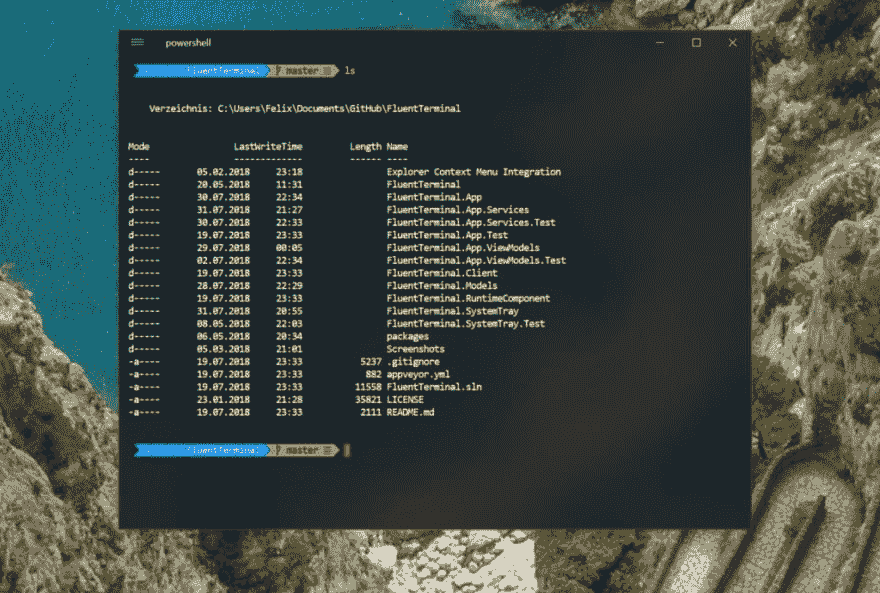 powershell
FluentTerminal master ls
Verzeichnis: C:\Users\Felix\Documents\GitHub\FluentTerminal
Mode LastWriteTime Length Name
---- ------------- ------ ----
d----- 05.02.2018 23:18 Explorer Context Menu Integration
d----- 20.05.2018 11:31 FluentTerminal
d----- 30.07.2018 22:34 FluentTerminal.App
d----- 31.07.2018 21:27 FluentTerminal.App.Services
d----- 30.07.2018 22:33 FluentTerminal.App.Services.Test
d----- 19.07.2018 23:33 FluentTerminal.App.Test
d----- 29.07.2018 00:05 FluentTerminal.App.ViewModels
d----- 02.07.2018 22:34 FluentTerminal.App.ViewModels.Test
d----- 19.07.2018 23:33 FluentTerminal.Client
d----- 28.07.2018 22:29 FluentTerminal.Models
d----- 19.07.2018 23:33 FluentTerminal.RuntimeComponent
d----- 31.07.2018 20:55 FluentTerminal.SystemTray
d----- 08.05.2018 22:03 FluentTerminal.SystemTray.Test
d----- 06.05.2018 20:34 packages
d----- 05.03.2018 21:01 Screenshots
-a---- 19.07.2018 23:33 5237 .gitignore
-a---- 19.07.2018 23:33 882 appveyor.yml
-a---- 19.07.2018 23:33 11558 FluentTerminal.sln
-a---- 23.01.2018 21:28 35821 LICENSE
-a---- 19.07.2018 23:33 2111 README.md
FluentTerminal master